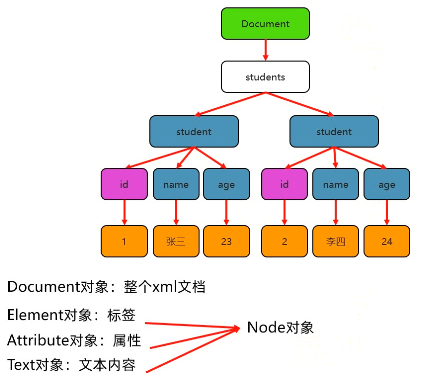 Document
students
student student
id name age id name age
1 张三 23 2 李四 24
Document对象：整个xml文档
Element对象：标签
Attribute对象：属性
Node对象
Text对象：文本内容